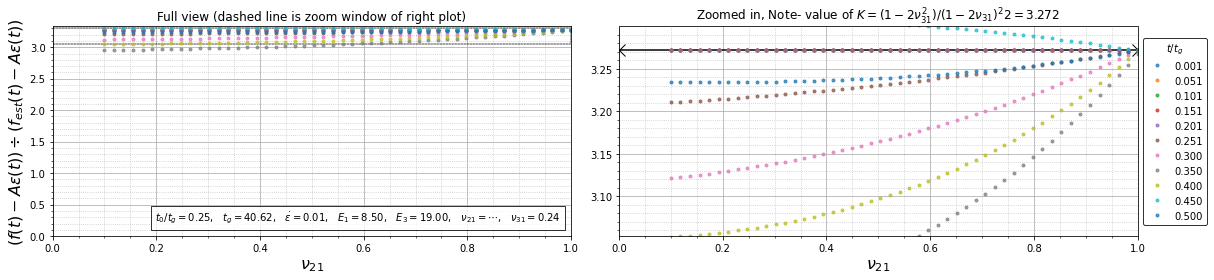 Full view (dashed line is zoom window of right plot)
(f(t) − Aε(t)) ÷ (f_est(t) − Aε(t))
3.0
2.5
2.0
1.5
1.0
0.5
0.0
t₀/t_g = 0.25, t_g = 40.62, ε̇ = 0.01, E₁ = 8.50, E₃ = 19.00, ν₂₁ = ⋯, ν₃₁ = 0.24
0.0 0.2 0.4 0.6 0.8 1.0
ν₂₁
Zoomed in, Note- value of K = (1 − 2ν₃₁²)/(1 − 2ν₃₁)²2 = 3.272
3.25
3.20
3.15
3.10
0.0 0.2 0.4 0.6 0.8 1.0
ν₂₁
t/t_g
0.001
0.051
0.101
0.151
0.201
0.251
0.300
0.350
0.400
0.450
0.500